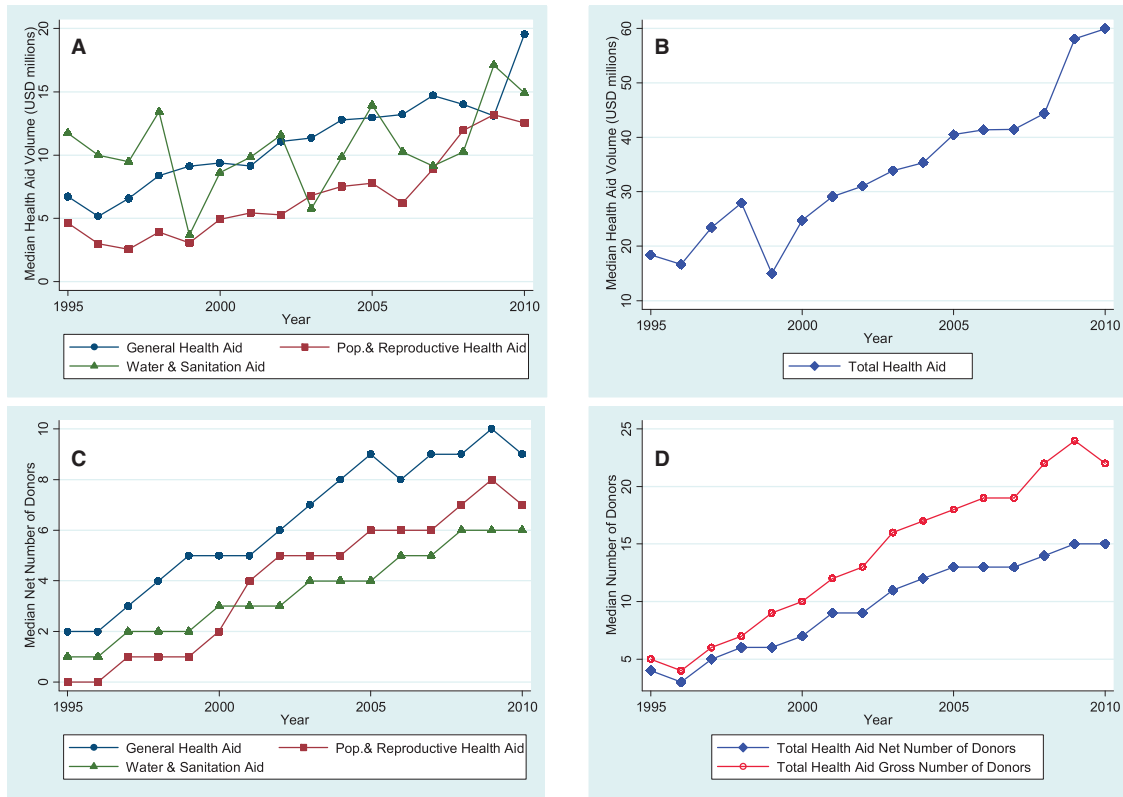 A
Median Health Aid Volume (USD millions)
20
15
10
5
0
1995 2000 2005 2010
Year
General Health Aid Pop.& Reproductive Health Aid
Water & Sanitation Aid
B
Median Health Aid Volume (USD millions)
60
50
40
30
20
10
1995 2000 2005 2010
Year
Total Health Aid
C
Median Net Number of Donors
10
8
6
4
2
0
1995 2000 2005 2010
Year
General Health Aid Pop.& Reproductive Health Aid
Water & Sanitation Aid
D
Median Number of Donors
25
20
15
10
5
1995 2000 2005 2010
Year
Total Health Aid Net Number of Donors
Total Health Aid Gross Number of Donors